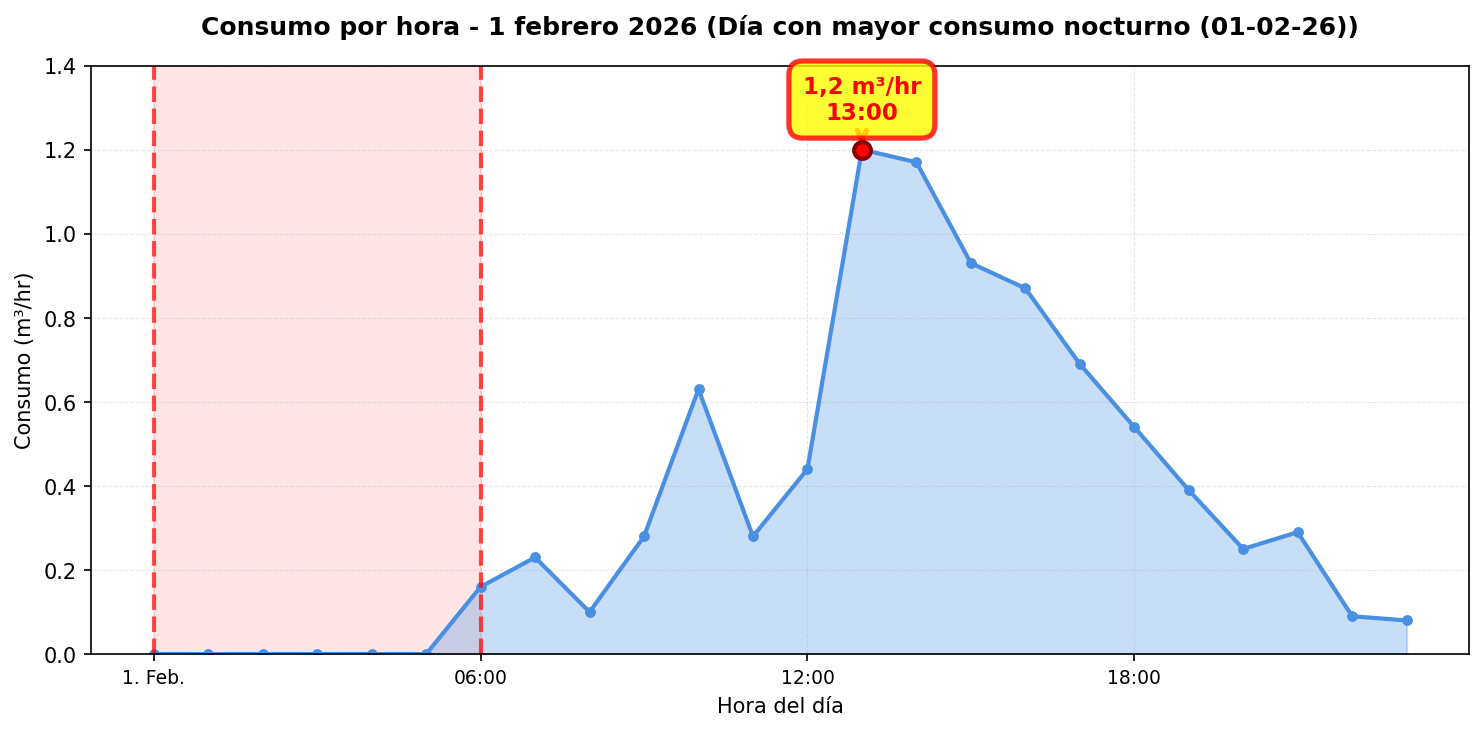 Consumo por hora - 1 febrero 2026 (Día con mayor consumo nocturno (01-02-26))
1,2 m³/hr
13:00
Consumo (m³/hr)
1.4
1.2
1.0
0.8
0.6
0.4
0.2
0.0
1. Feb.
06:00
12:00
18:00
Hora del día